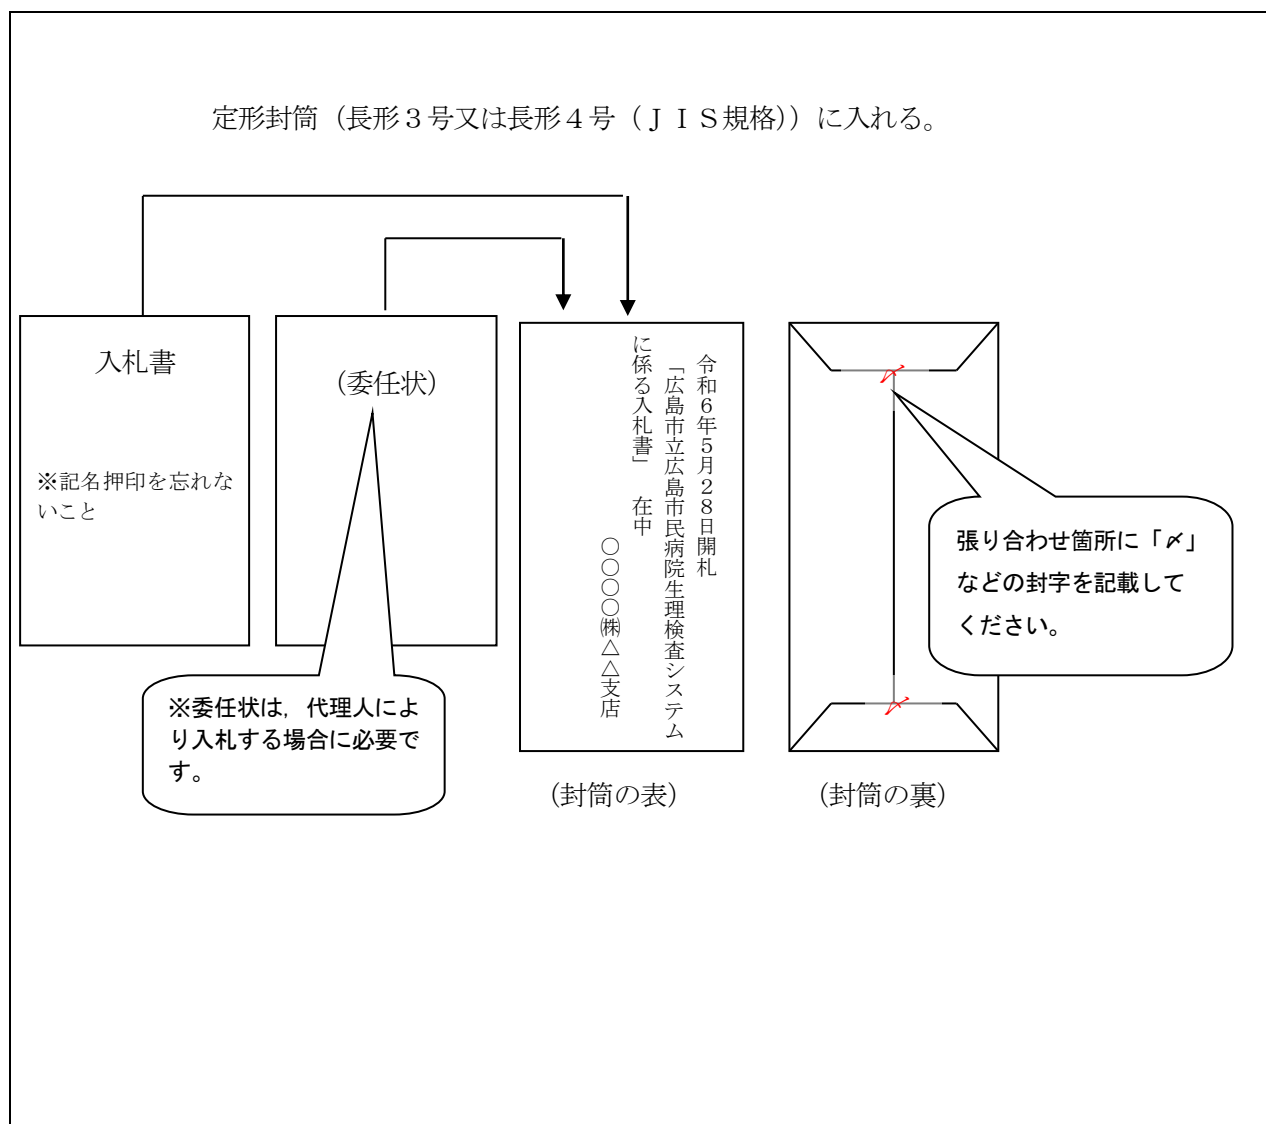 定形封筒（長形３号又は長形４号（ＪＩＳ規格））に入れる。
入札書
※記名押印を忘れな
いこと
（委任状）
※委任状は，代理人によ
り入札する場合に必要で
す。
令和６年５月２８日開札
「広島市立広島市民病院生理検査システム
に係る入札書」　在中
○○○○㈱△△支店
（封筒の表）
〆
〆
張り合わせ箇所に「〆」
などの封字を記載して
ください。
（封筒の裏）